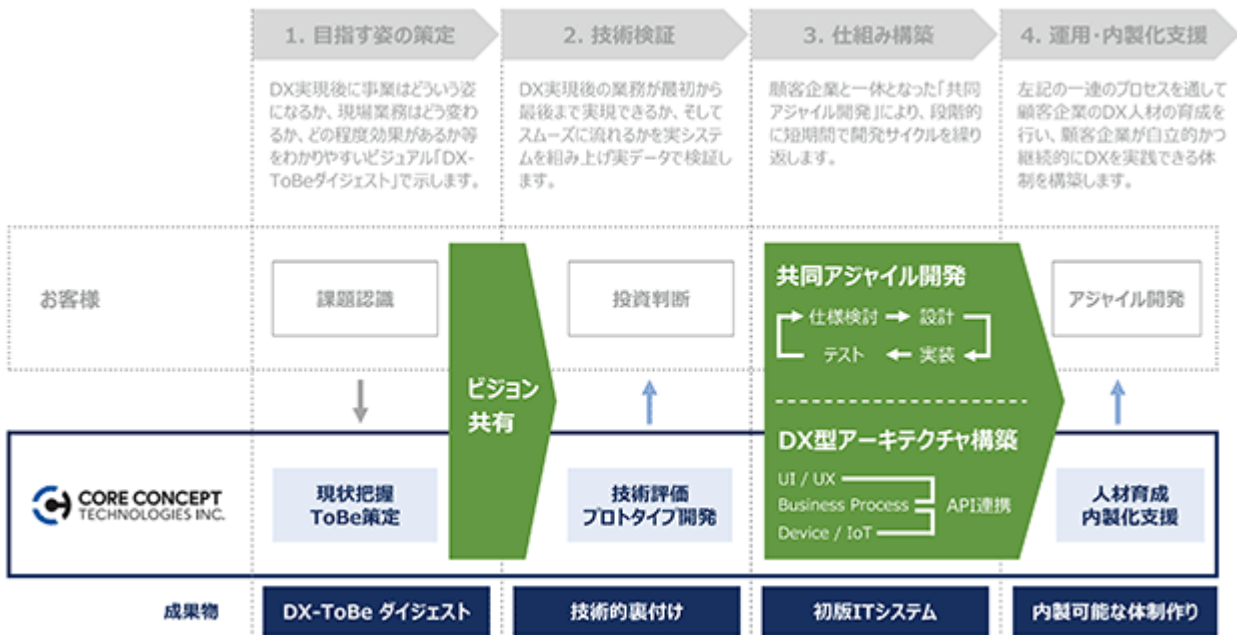 1. 目指す姿の策定
2. 技術検証
3. 仕組み構築
4. 運用・内製化支援
DX実現後に事業はどういう姿
になるか、現場業務はどう変わ
るか、どの程度効果があるか等
をわかりやすいビジュアル「DX-
ToBeダイジェスト」で示します。
DX実現後の業務が最初から
最後まで実現できるか、そして
スムーズに流れるかを実システ
ムを組み上げ実データで検証し
ます。
顧客企業と一体となった「共同
アジャイル開発」により、段階的
に短期間で開発サイクルを繰り
返します。
左記の一連のプロセスを通して
顧客企業のDX人材の育成を
行い、顧客企業が自立的かつ
継続的にDXを実践できる体
制を構築します。
お客様
課題認識
ビジョン
共有
投資判断
共同アジャイル開発
仕様検討
設計
テスト
実装
アジャイル開発
CORE CONCEPT
TECHNOLOGIES INC.
現状把握
ToBe策定
技術評価
プロトタイプ開発
DX型アーキテクチャ構築
UI / UX
Business Process
API連携
Device / IoT
人材育成
内製化支援
成果物
DX-ToBe ダイジェスト
技術的裏付け
初版ITシステム
内製可能な体制作り